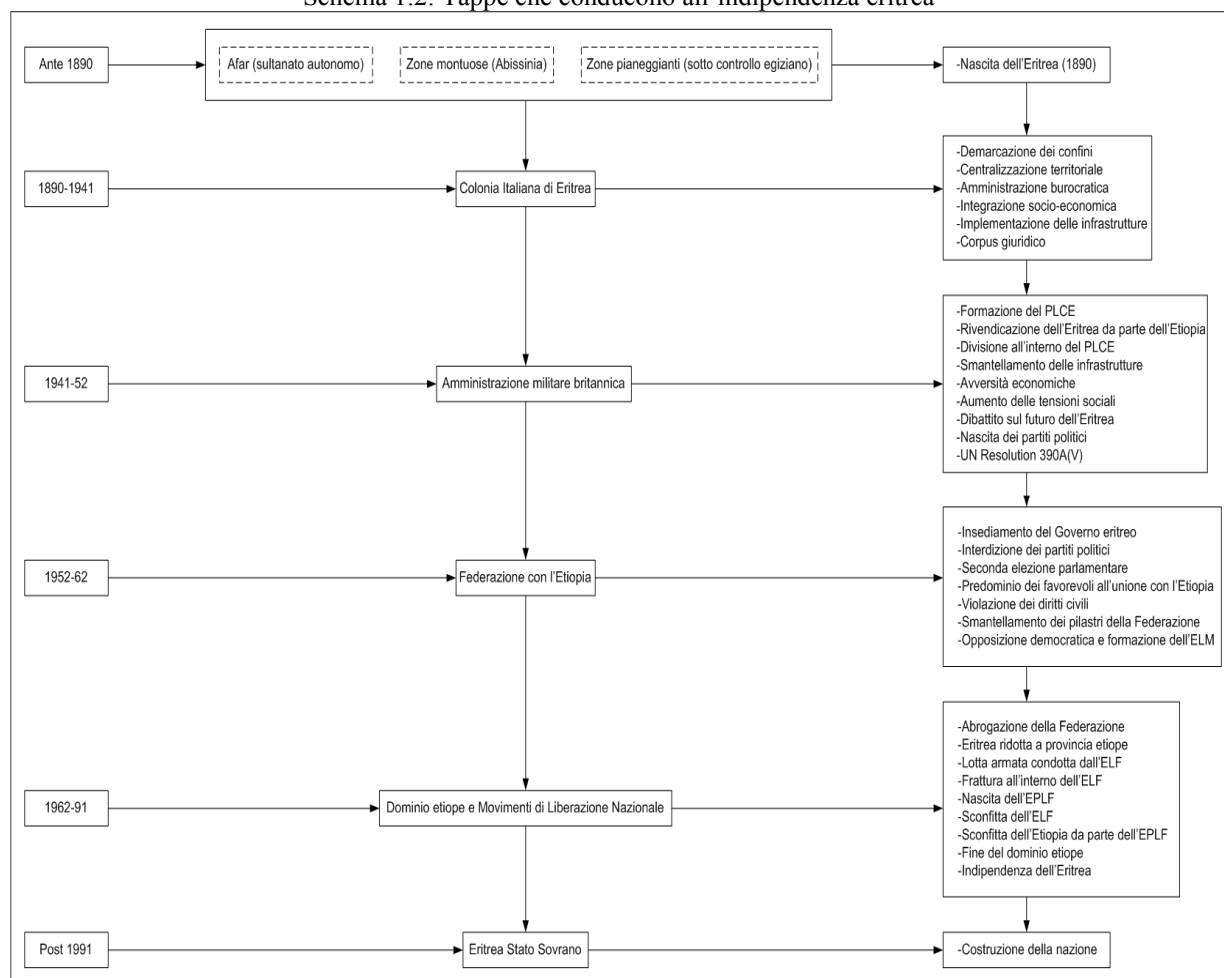 Schema 1.2: Tappe che conducono all'indipendenza eritrea
Ante 1890
Afar (sultanato autonomo)
Zone montuose (Abissinia)
Zone pianeggianti (sotto controllo egiziano)
-Nascita dell'Eritrea (1890)
1890-1941
Colonia Italiana di Eritrea
-Demarcazione dei confini
-Centralizzazione territoriale
-Amministrazione burocratica
-Integrazione socio-economica
-Implementazione delle infrastrutture
-Corpus giuridico
1941-52
Amministrazione militare britannica
-Formazione del PLCE
-Rivendicazione dell'Eritrea da parte dell'Etiopia
-Divisione all'interno del PLCE
-Smantellamento delle infrastrutture
-Avversità economiche
-Aumento delle tensioni sociali
-Dibattito sul futuro dell'Eritrea
-Nascita dei partiti politici
-UN Resolution 390A(V)
1952-62
Federazione con l'Etiopia
-Insediamento del Governo eritreo
-Interdizione dei partiti politici
-Seconda elezione parlamentare
-Predominio dei favorevoli all'unione con l'Etiopia
-Violazione dei diritti civili
-Smantellamento dei pilastri della Federazione
-Opposizione democratica e formazione dell'ELM
1962-91
Dominio etiope e Movimenti di Liberazione Nazionale
-Abrogazione della Federazione
-Eritrea ridotta a provincia etiope
-Lotta armata condotta dall'ELF
-Frattura all'interno dell'ELF
-Nascita dell'EPLF
-Sconfitta dell'ELF
-Sconfitta dell'Etiopia da parte dell'EPLF
-Fine del dominio etiope
-Indipendenza dell'Eritrea
Post 1991
Eritrea Stato Sovrano
-Costruzione della nazione